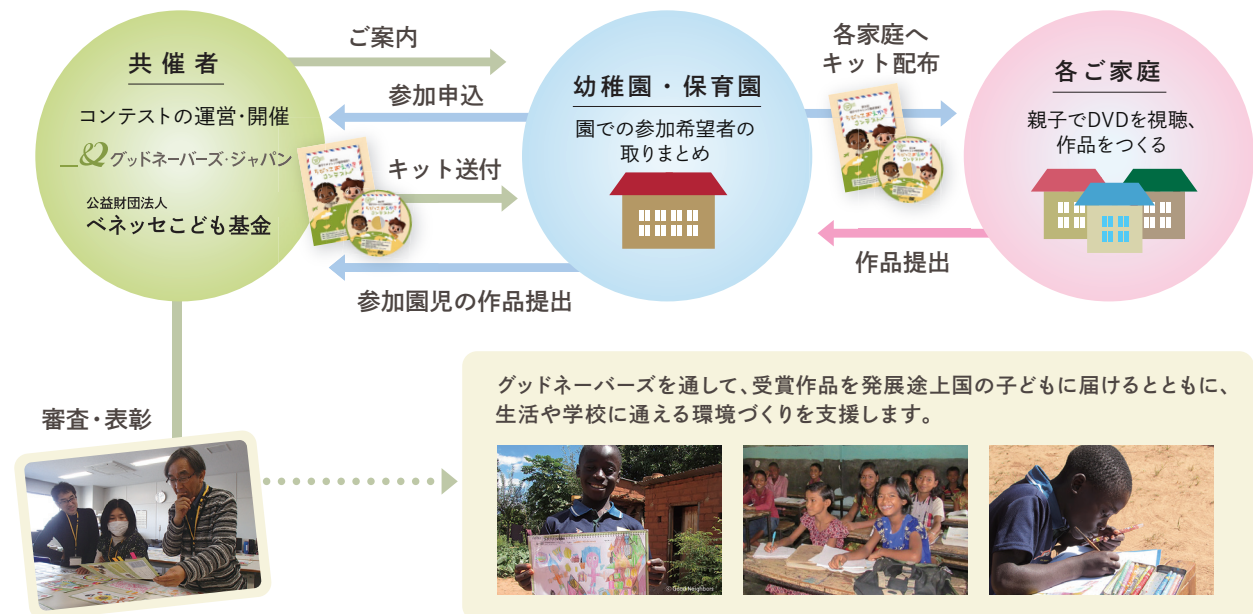 共催者
コンテストの運営・開催
グッドネーバーズ・ジャパン
公益財団法人
ベネッセこども基金
ご案内
参加申込
キット送付
参加園児の作品提出
幼稚園・保育園
園での参加希望者の
取りまとめ
各家庭へ
キット配布
作品提出
各ご家庭
親子でDVDを視聴、
作品をつくる
審査・表彰
グッドネーバーズを通して、受賞作品を発展途上国の子どもに届けるとともに、
生活や学校に通える環境づくりを支援します。
© Good Neighbors